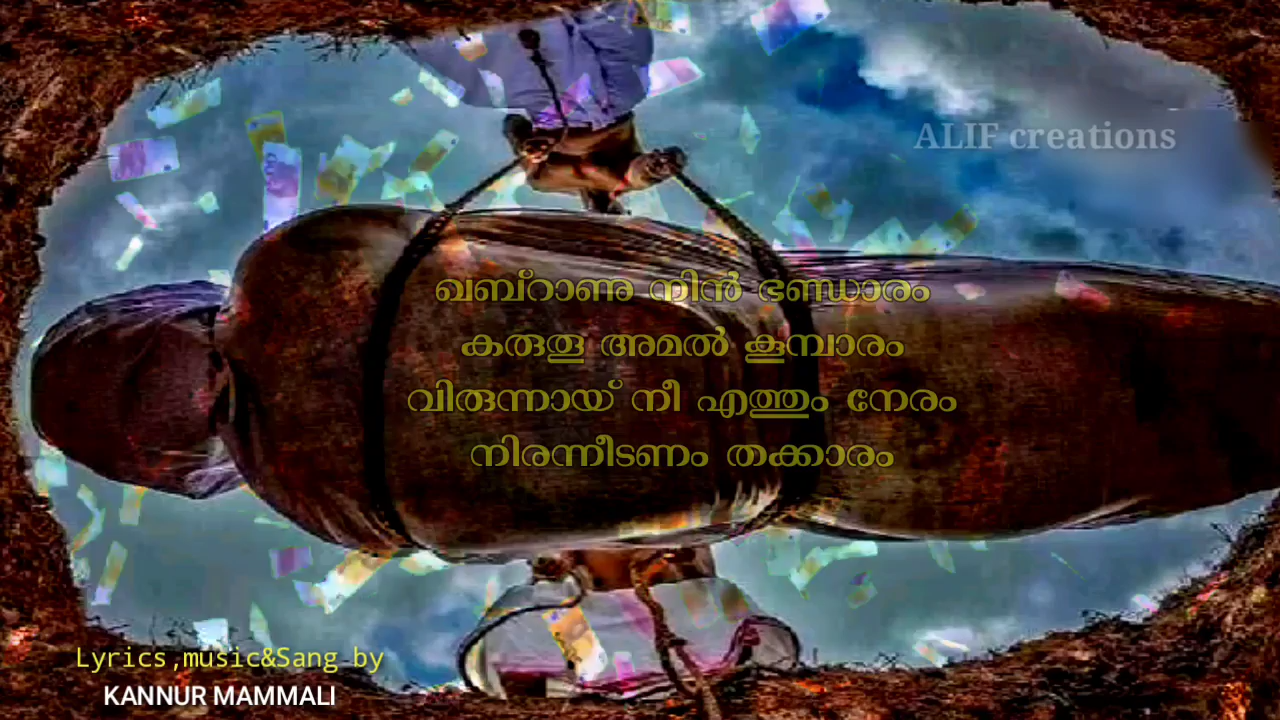 ALIF creations
ഖബ്റാണു നിൻ ഭണ്ഡാരം
കരുതൂ അമൽ കൂമ്പാരം
വിരുന്നായ് നീ എത്തും നേരം
നിരന്നീടണം തക്കാരം
Lyrics,music&Sang by
KANNUR MAMMALI